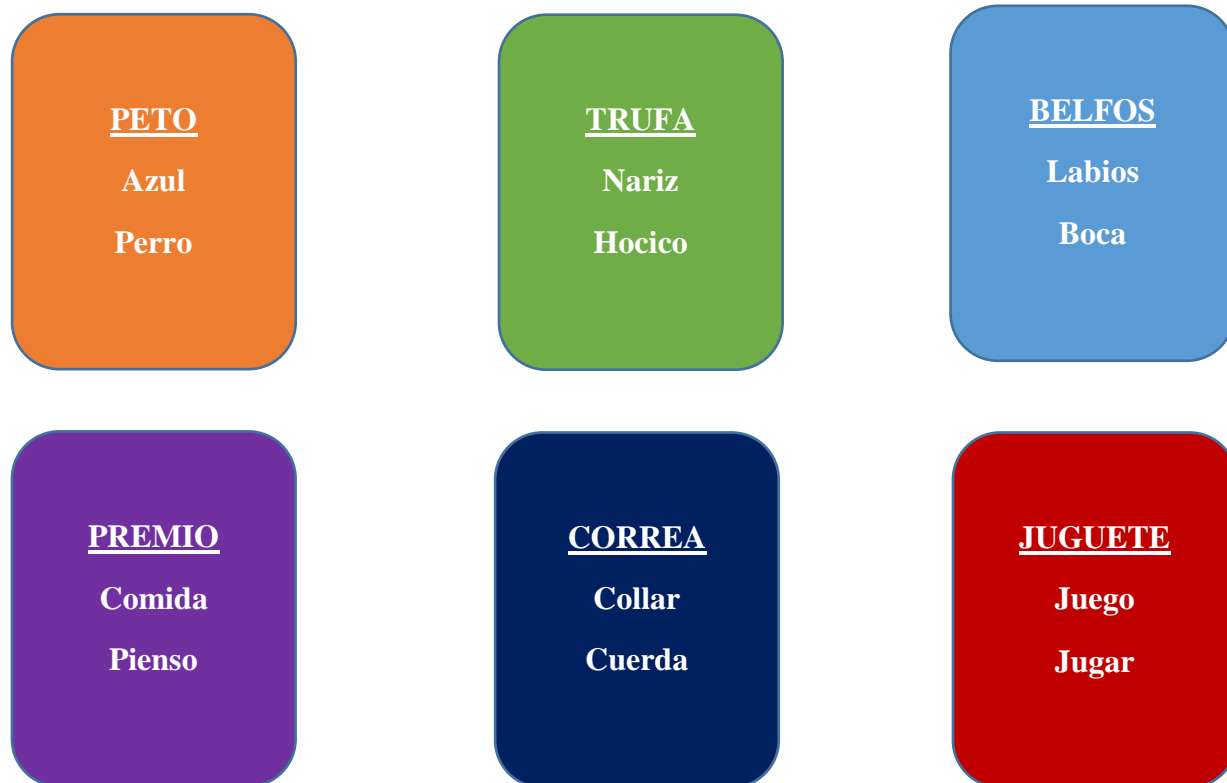 PETO
Azul
Perro
TRUFA
Nariz
Hocico
BELFOS
Labios
Boca
PREMIO
Comida
Pienso
CORREA
Collar
Cuerda
JUGUETE
Juego
Jugar